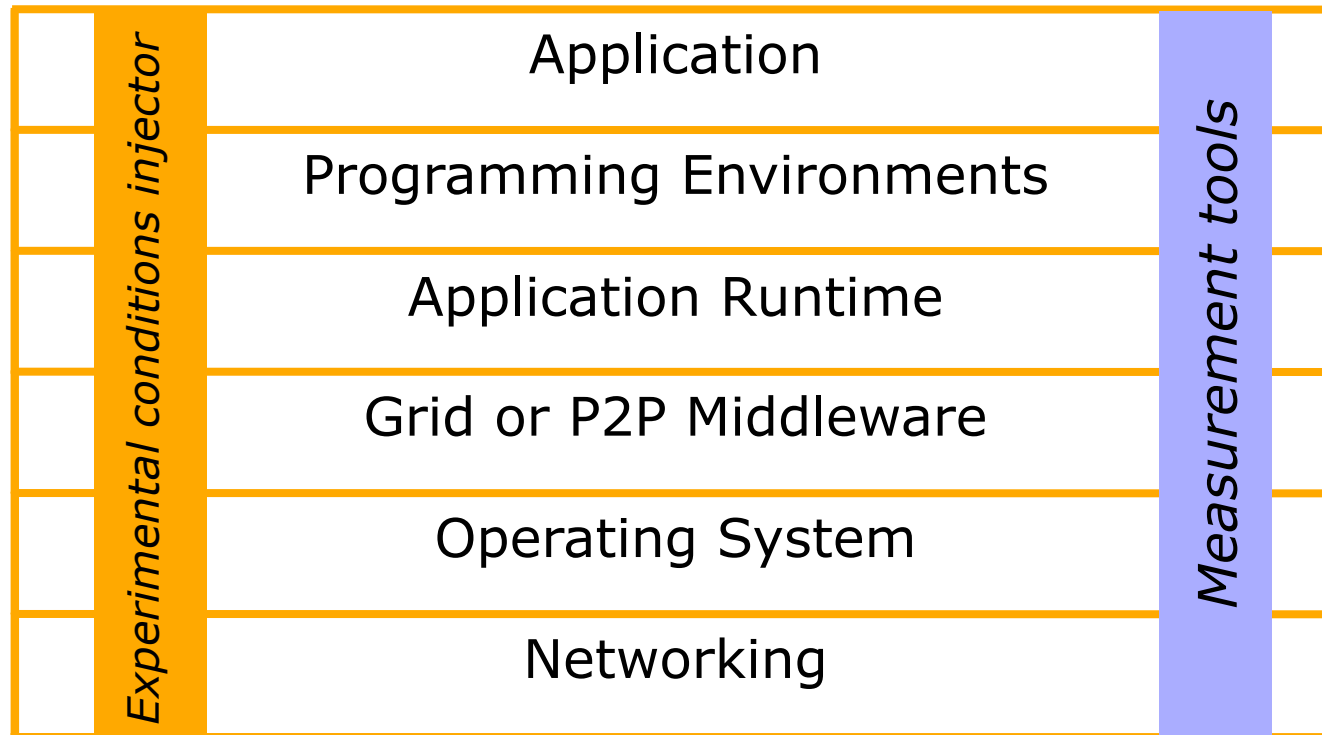 Experimental conditions injector
Application
Programming Environments
Application Runtime
Grid or P2P Middleware
Operating System
Networking
Measurement tools